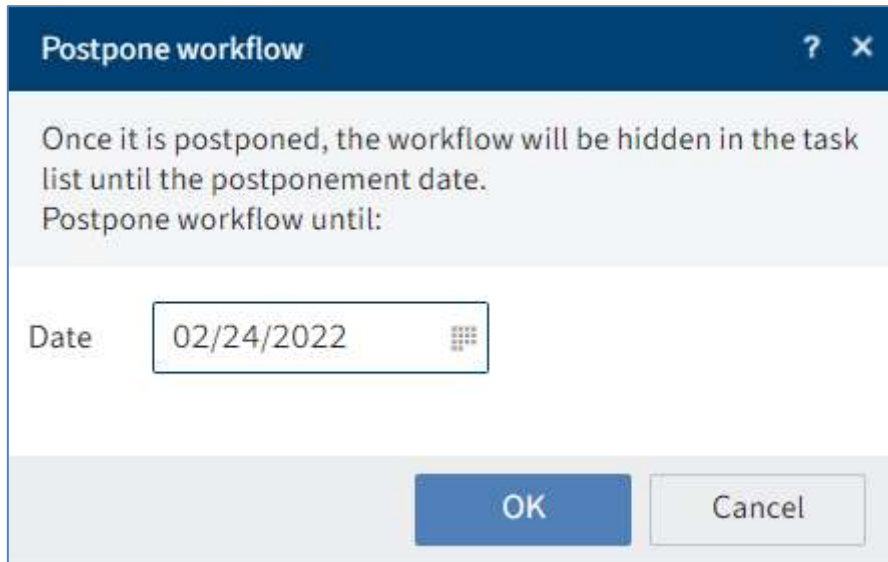 Postpone workflow ? ×
Once it is postponed, the workflow will be hidden in the task
list until the postponement date.
Postpone workflow until:
Date 02/24/2022
OK Cancel